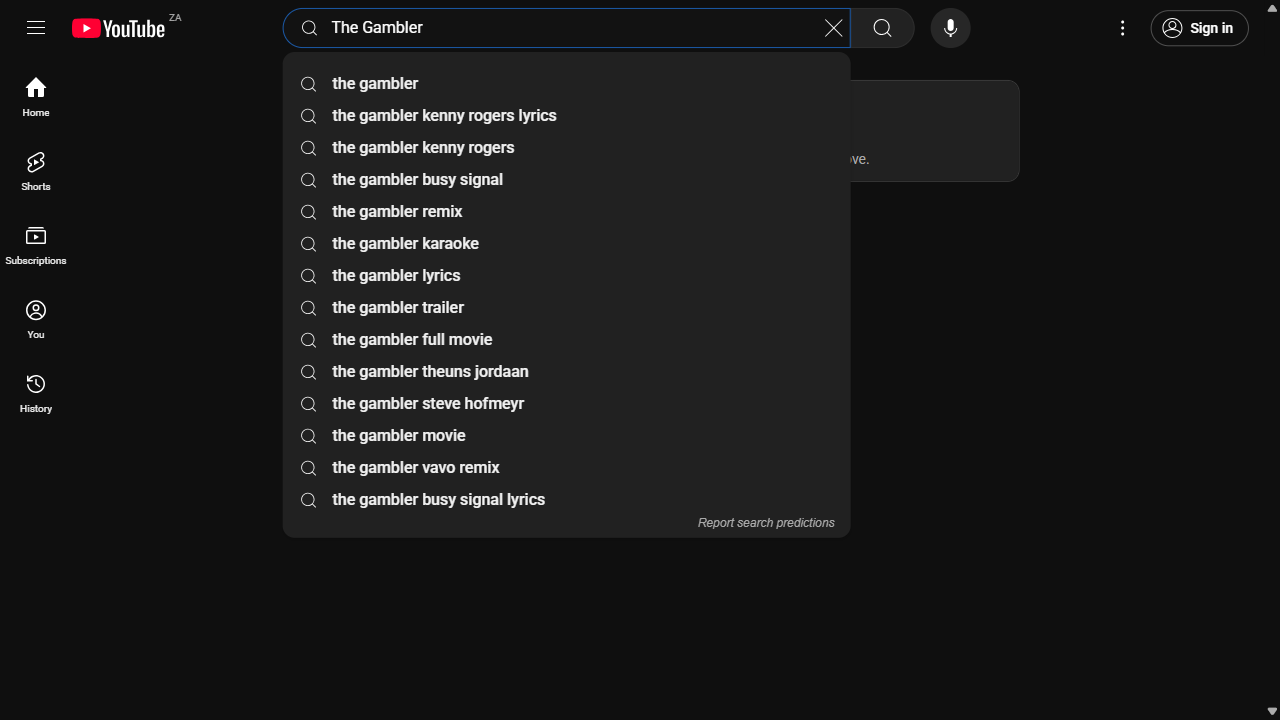 YouTube ZA
The Gambler
Sign in
Home
Shorts
Subscriptions
You
History
the gambler
the gambler kenny rogers lyrics
the gambler kenny rogers
the gambler busy signal
the gambler remix
the gambler karaoke
the gambler lyrics
the gambler trailer
the gambler full movie
the gambler theuns jordaan
the gambler steve hofmeyr
the gambler movie
the gambler vavo remix
the gambler busy signal lyrics
Report search predictions